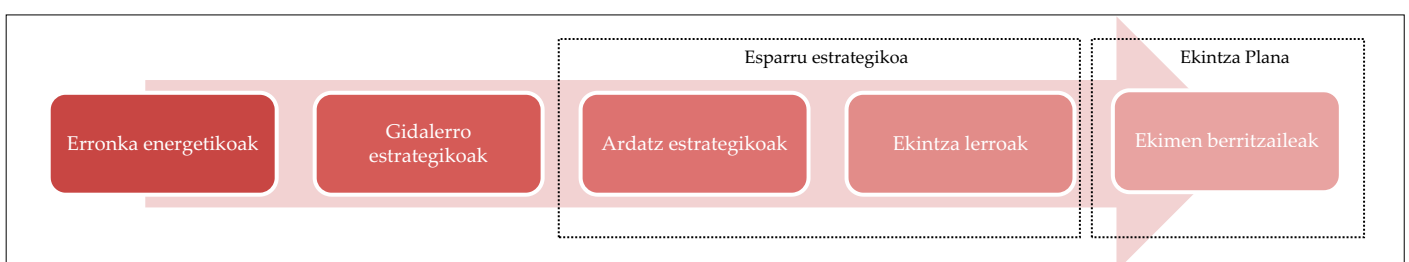 Esparru estrategikoa
Ekintza Plana
Erronka energetikoak
Gidalerro
estrategikoak
Ardatz estrategikoak
Ekintza lerroak
Ekimen berritzaileak